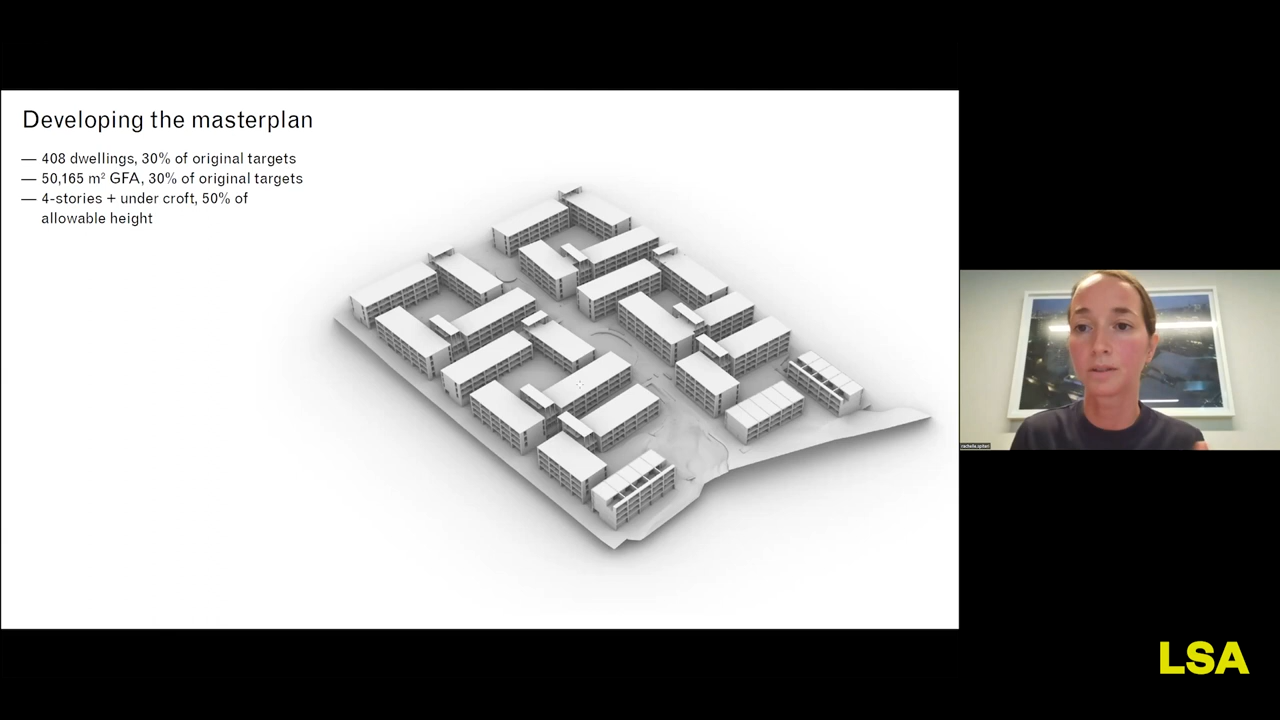 Developing the masterplan
— 408 dwellings, 30% of original targets
— 50,165 m² GFA, 30% of original targets
— 4-stories + under croft, 50% of
allowable height
LSA